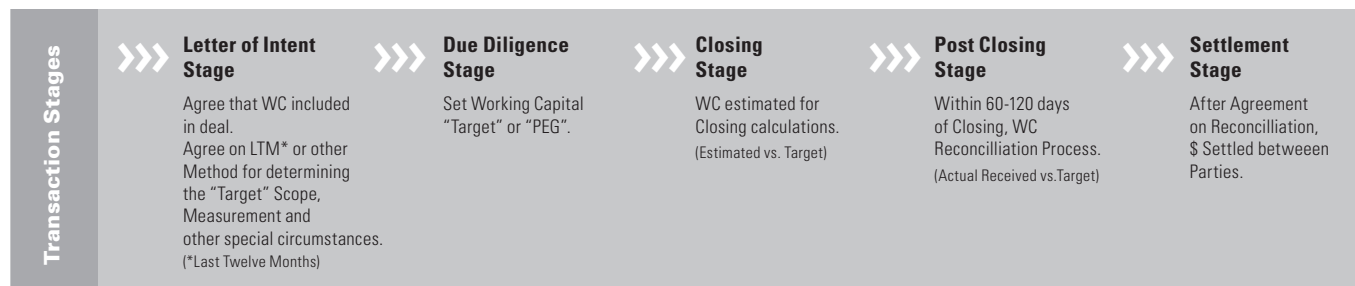 Transaction Stages
Letter of Intent
Stage
Agree that WC included
in deal.
Agree on LTM* or other
Method for determining
the “Target” Scope,
Measurement and
other special circumstances.
(*Last Twelve Months)
Due Diligence
Stage
Set Working Capital
“Target” or “PEG”.
Closing
Stage
WC estimated for
Closing calculations.
(Estimated vs. Target)
Post Closing
Stage
Within 60-120 days
of Closing, WC
Reconcilliation Process.
(Actual Received vs.Target)
Settlement
Stage
After Agreement
on Reconcilliation,
$ Settled betweeen
Parties.